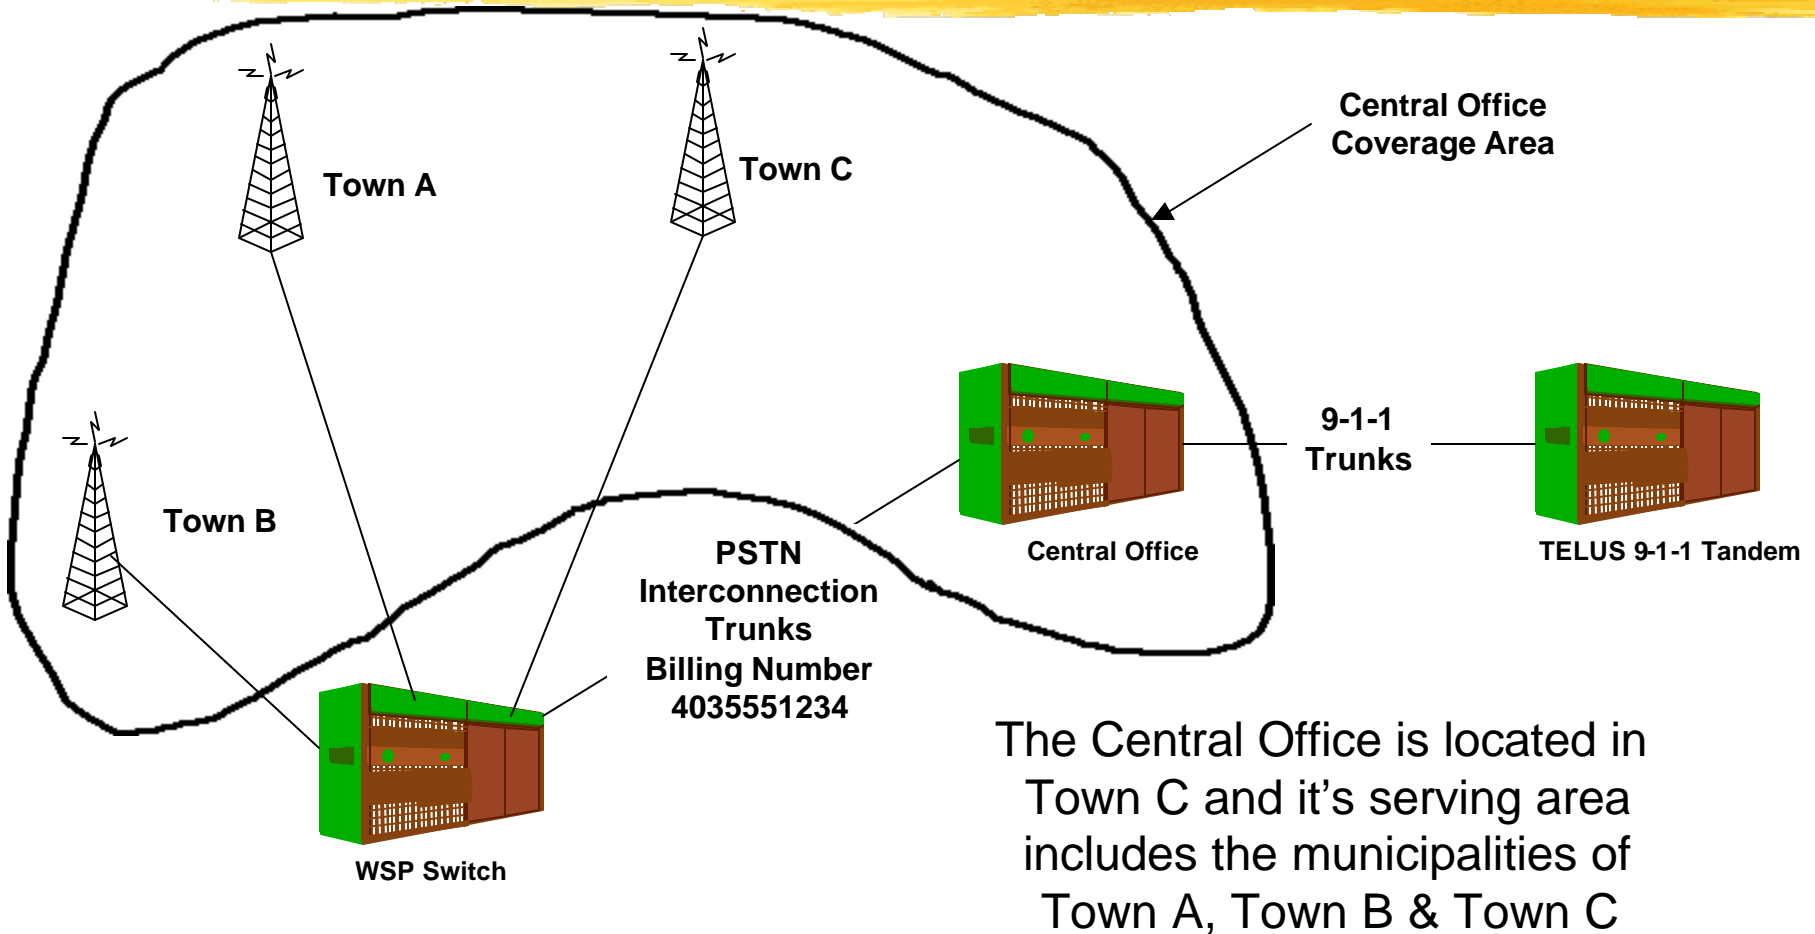 Central Office
Coverage Area
Town A
Town C
Town B
9-1-1
Trunks
PSTN
Interconnection
Trunks
Billing Number
4035551234
Central Office
TELUS 9-1-1 Tandem
WSP Switch
The Central Office is located in
Town C and it's serving area
includes the municipalities of
Town A, Town B & Town C